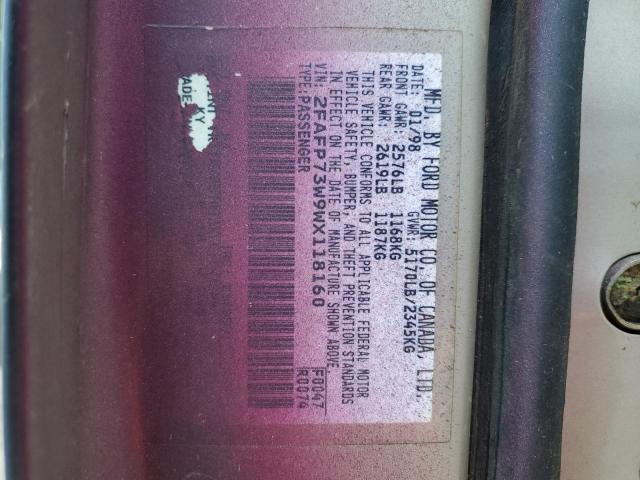 MFD. BY FORD MOTOR CO. OF CANADA, LTD.
DATE: 01/98 GVWR: 5170LB/2345KG
FRONT GAWR: 2576LB 1168KG
REAR GAWR: 2619LB 1187KG
THIS VEHICLE CONFORMS TO ALL APPLICABLE FEDERAL MOTOR
VEHICLE SAFETY, BUMPER, AND THEFT PREVENTION STANDARDS
IN EFFECT ON THE DATE OF MANUFACTURE SHOWN ABOVE.
VIN: 2FAFP73W9WX118160 F0047
TYPE: PASSENGER R0074
KY
ADE